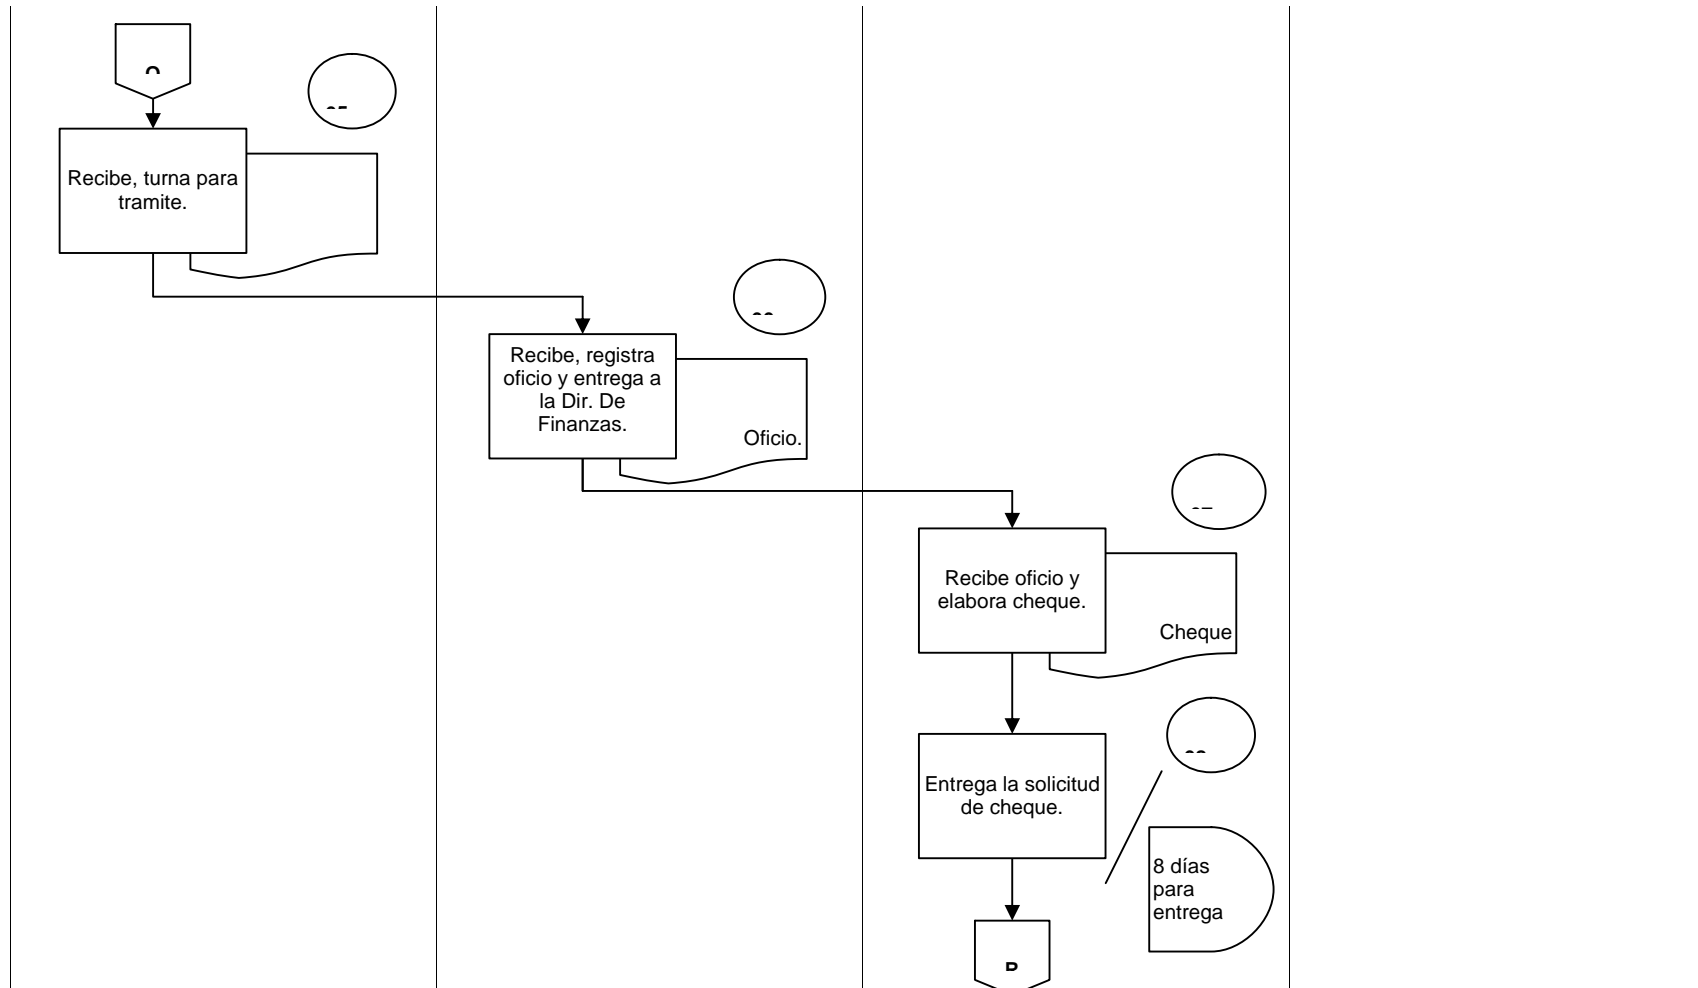 Recibe, turna para
tramite.
Recibe, registra
oficio y entrega a
la Dir. De
Finanzas.
Oficio.
Recibe oficio y
elabora cheque.
Cheque
Entrega la solicitud
de cheque.
8 días
para
entrega